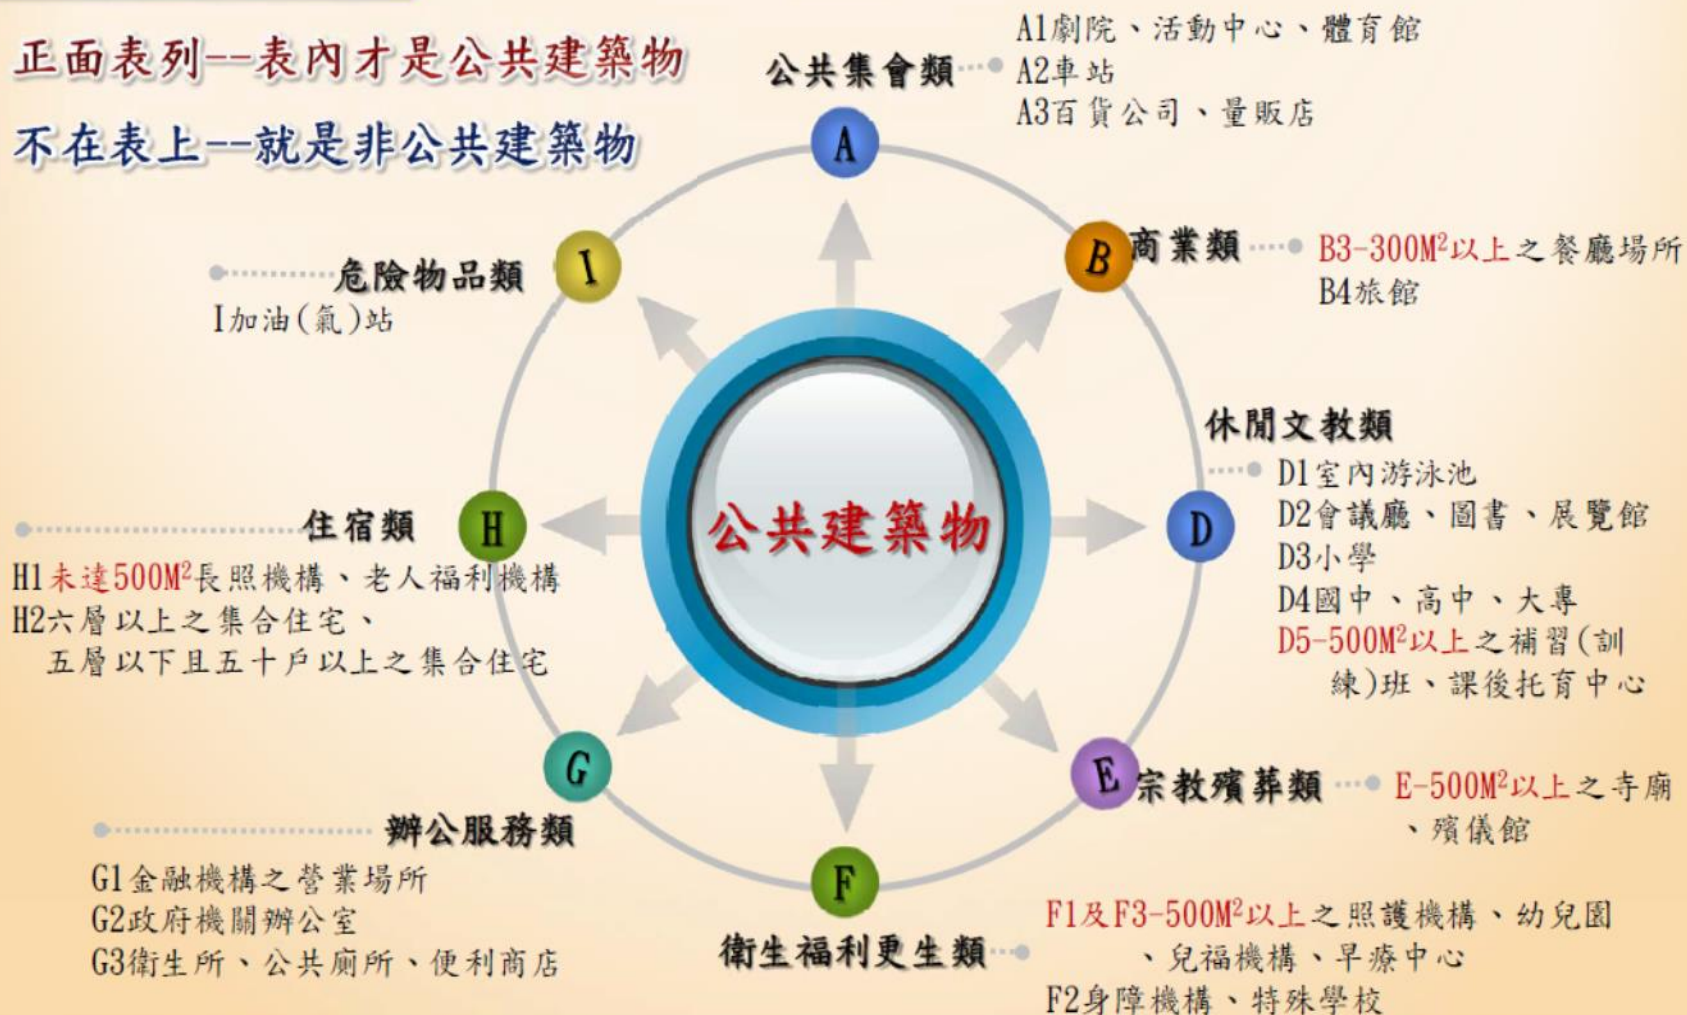 正面表列--表內才是公共建築物
不在表上--就是非公共建築物
公共集會類
A1劇院、活動中心、體育館
A2車站
A3百貨公司、量販店
A
B
商業類
B3-300M²以上之餐廳場所
B4旅館
I
危險物品類
I加油(氣)站
休閒文教類
D
D1室內游泳池
D2會議廳、圖書、展覽館
D3小學
D4國中、高中、大專
D5-500M²以上之補習(訓
練)班、課後托育中心
公共建築物
住宿類
H
H1未達500M²長照機構、老人福利機構
H2六層以上之集合住宅、
五層以下且五十戶以上之集合住宅
E
宗教殯葬類
E-500M²以上之寺廟
、殯儀館
G
辦公服務類
G1金融機構之營業場所
G2政府機關辦公室
G3衛生所、公共廁所、便利商店
F
衛生福利更生類
F1及F3-500M²以上之照護機構、幼兒園
、兒福機構、早療中心
F2身障機構、特殊學校